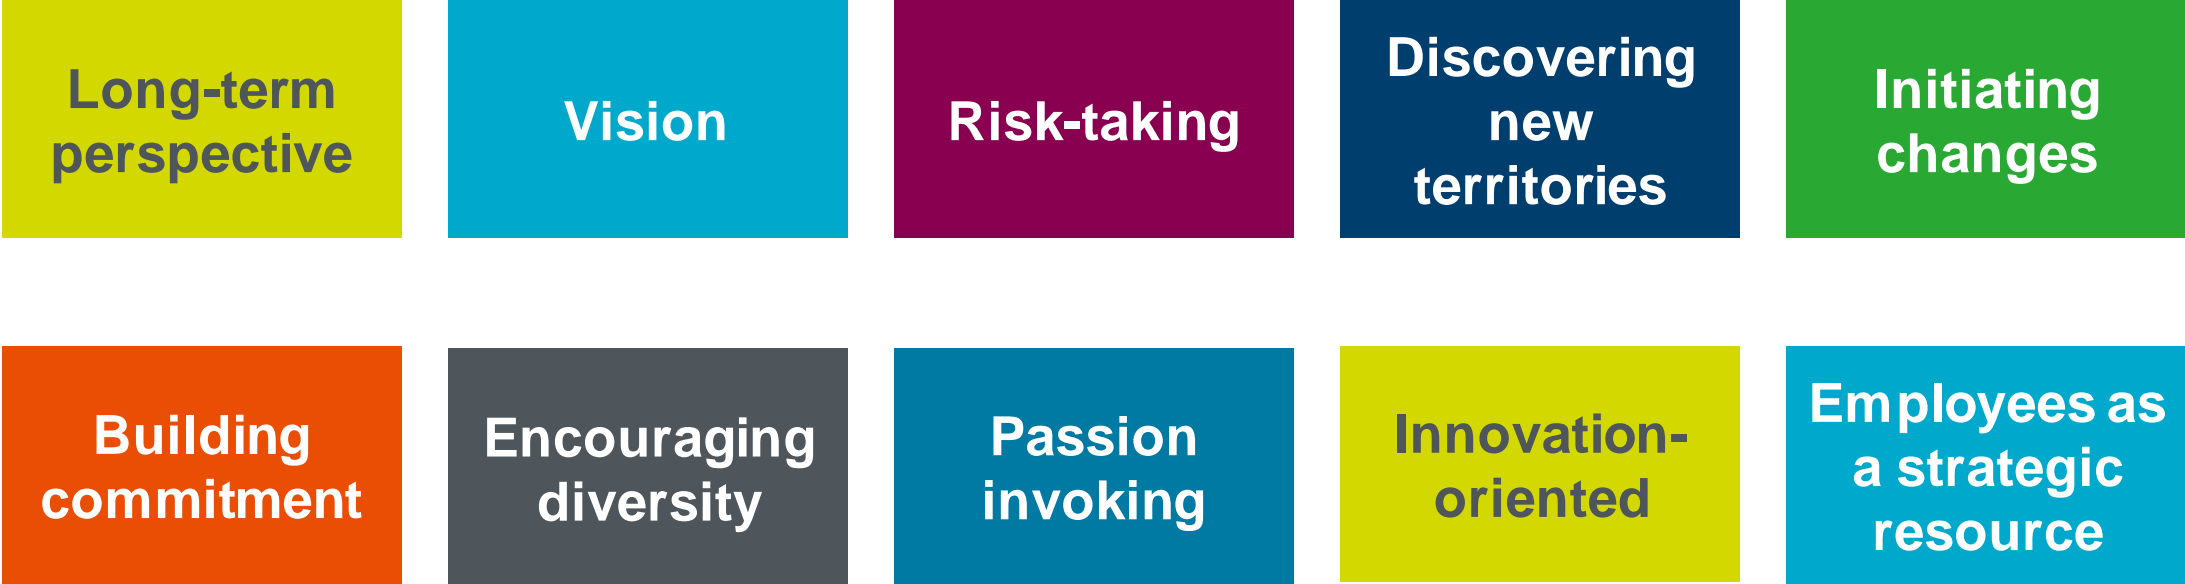 Long-term
perspective
Vision
Risk-taking
Discovering
new
territories
Initiating
changes
Building
commitment
Encouraging
diversity
Passion
invoking
Innovation-
oriented
Employees as
a strategic
resource